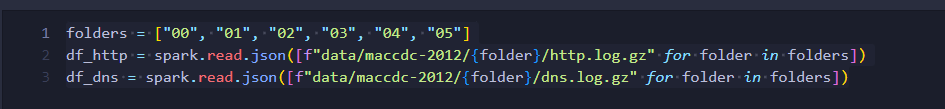 1 folders = ["00", "01", "02", "03", "04", "05"]
2 df_http = spark.read.json([f"data/maccdc-2012/{folder}/http.log.gz" for folder in folders])
3 df_dns = spark.read.json([f"data/maccdc-2012/{folder}/dns.log.gz" for folder in folders])